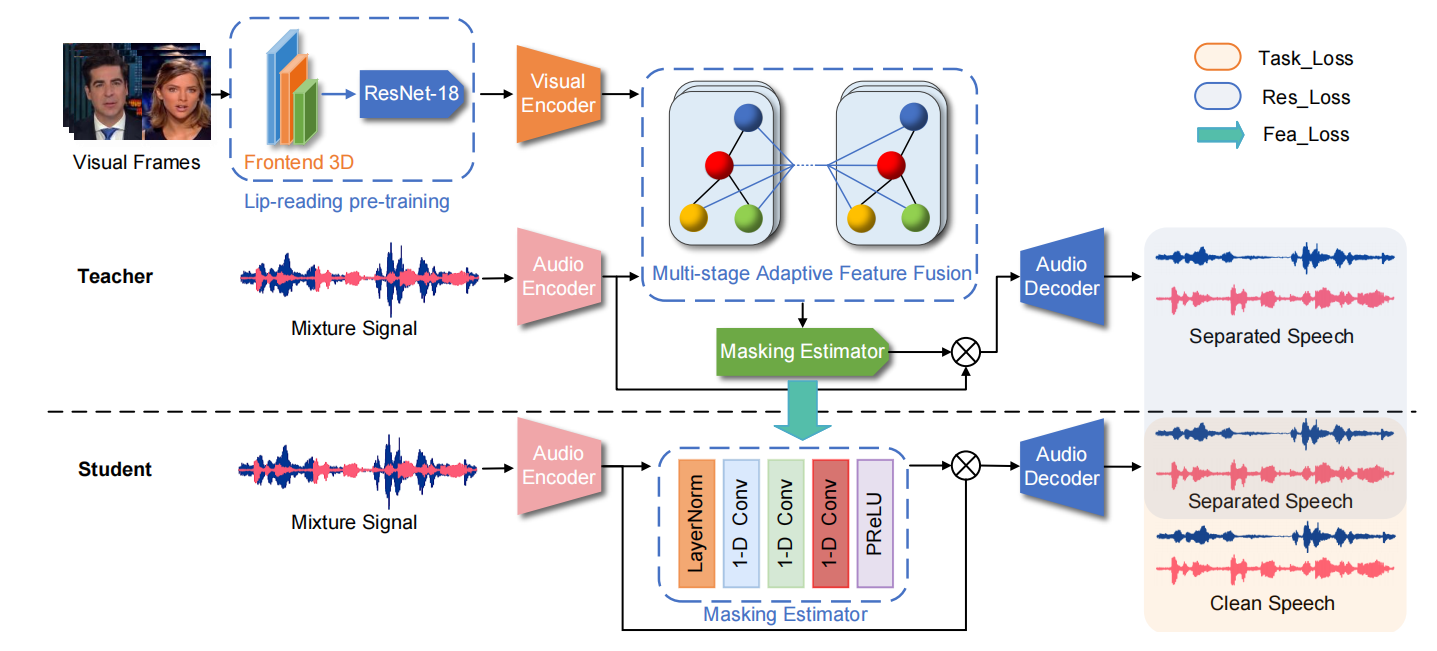 Visual Frames
Frontend 3D
ResNet-18
Lip-reading pre-training
Visual
Encoder
Task_Loss
Res_Loss
Fea_Loss
Teacher
Mixture Signal
Audio
Encoder
Multi-stage Adaptive Feature Fusion
Masking Estimator
Audio
Decoder
Separated Speech
Student
Mixture Signal
Audio
Encoder
LayerNorm
1-D Conv
1-D Conv
1-D Conv
PReLU
Masking Estimator
Audio
Decoder
Separated Speech
Clean Speech